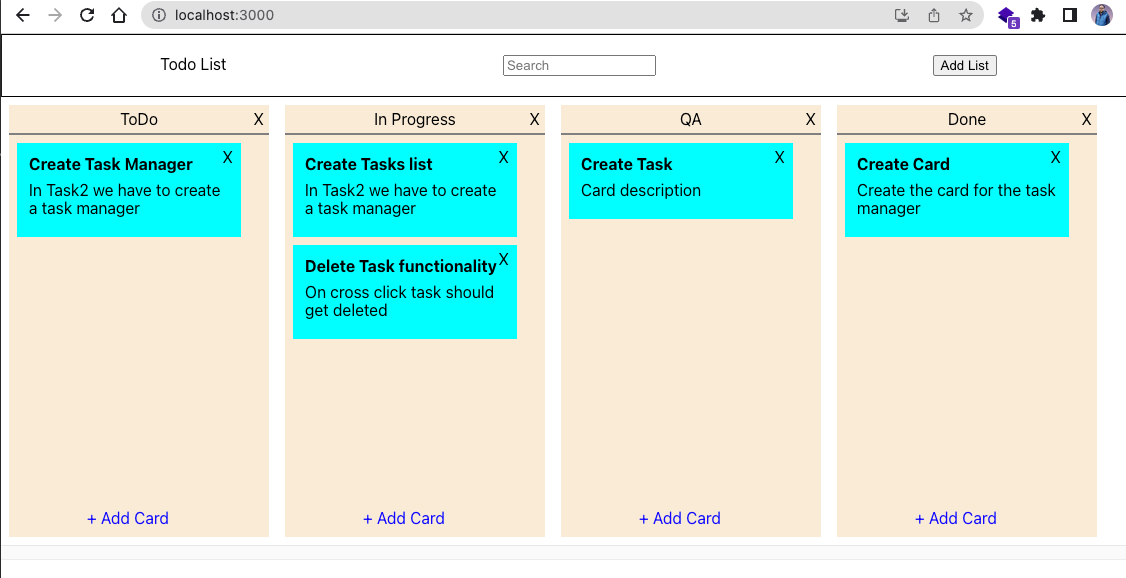 localhost:3000
5
Todo List
Search
Add List
ToDo X
Create Task Manager X
In Task2 we have to create
a task manager
+ Add Card
In Progress X
Create Tasks list X
In Task2 we have to create
a task manager
Delete Task functionality X
On cross click task should
get deleted
+ Add Card
QA X
Create Task X
Card description
+ Add Card
Done X
Create Card X
Create the card for the task
manager
+ Add Card